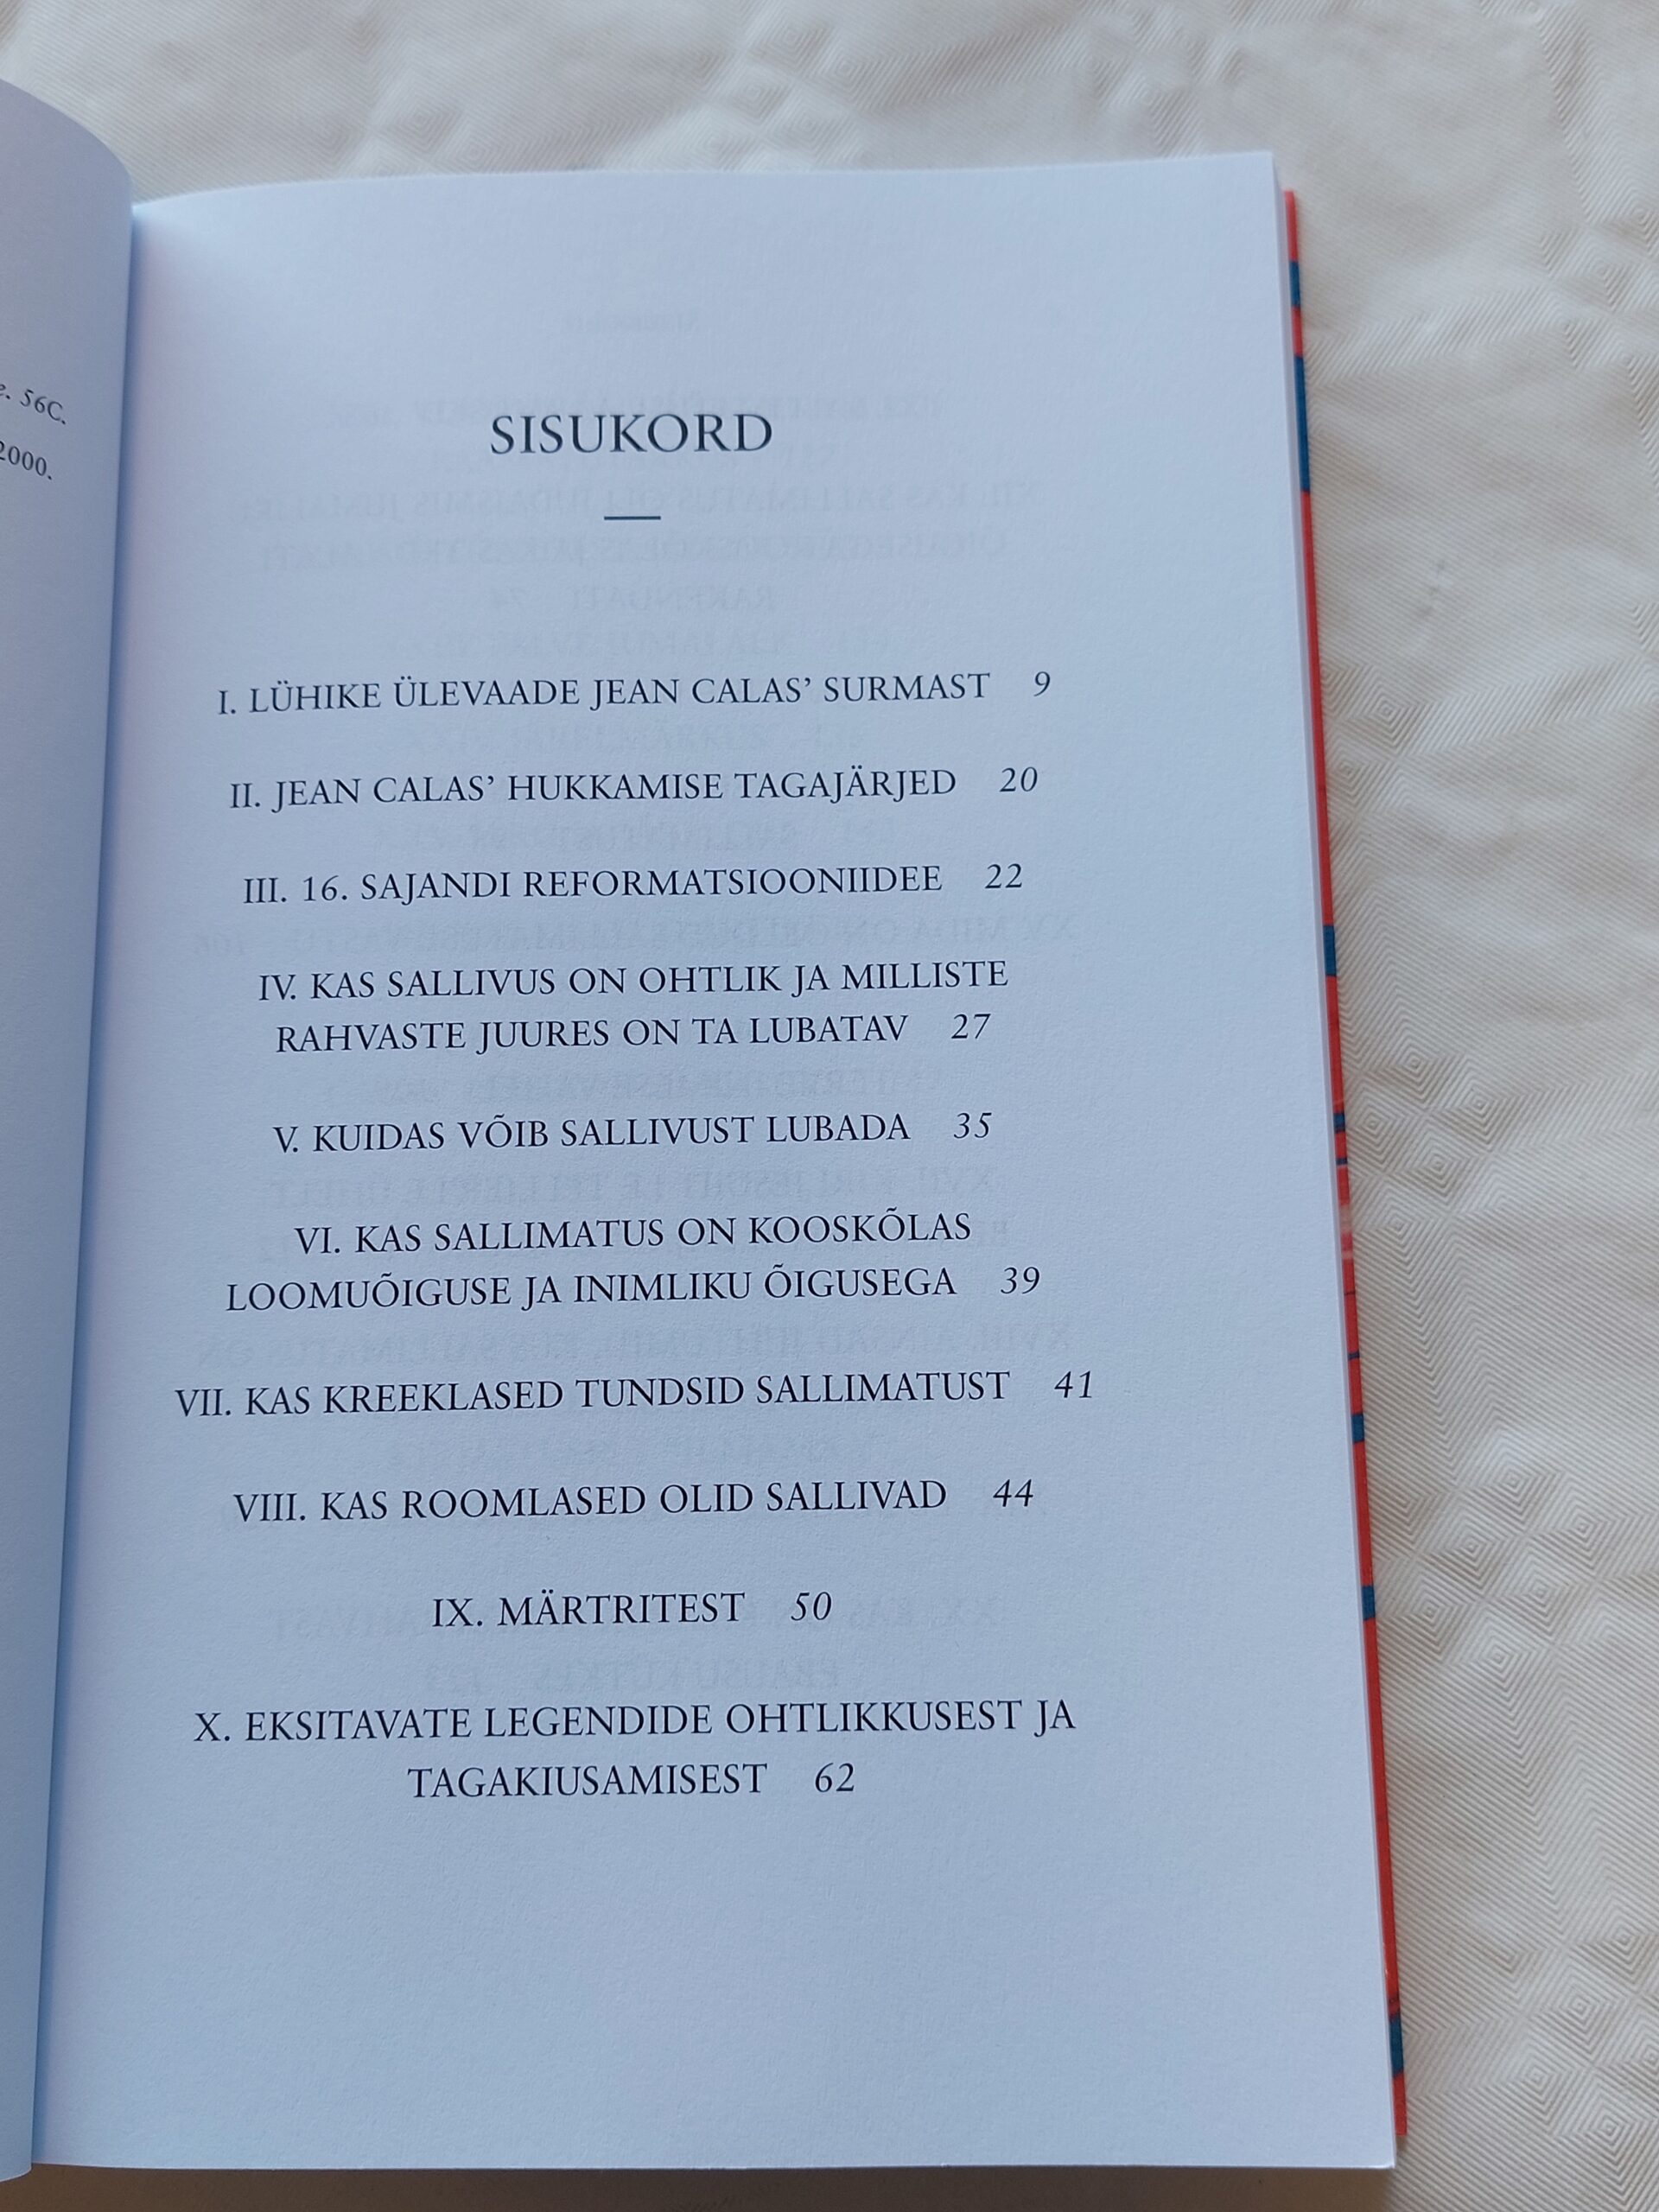 56C.
2000.
SISUKORD
I. LÜHIKE ÜLEVAADE JEAN CALAS’ SURMAST 9
II. JEAN CALAS’ HUKKAMISE TAGAJÄRJED 20
III. 16. SAJANDI REFORMATSIOONIIDEE 22
IV. KAS SALLIVUS ON OHTLIK JA MILLISTE
RAHVASTE JUURES ON TA LUBATAV 27
V. KUIDAS VÕIB SALLIVUST LUBADA 35
VI. KAS SALLIMATUS ON KOOSKÕLAS
LOOMUÕIGUSE JA INIMLIKU ÕIGUSEGA 39
VII. KAS KREEKLASED TUNDSID SALLIMATUST 41
VIII. KAS ROOMLASED OLID SALLIVAD 44
IX. MÄRTRITEST 50
X. EKSITAVATE LEGENDIDE OHTLIKKUSEST JA
TAGAKIUSAMISEST 62